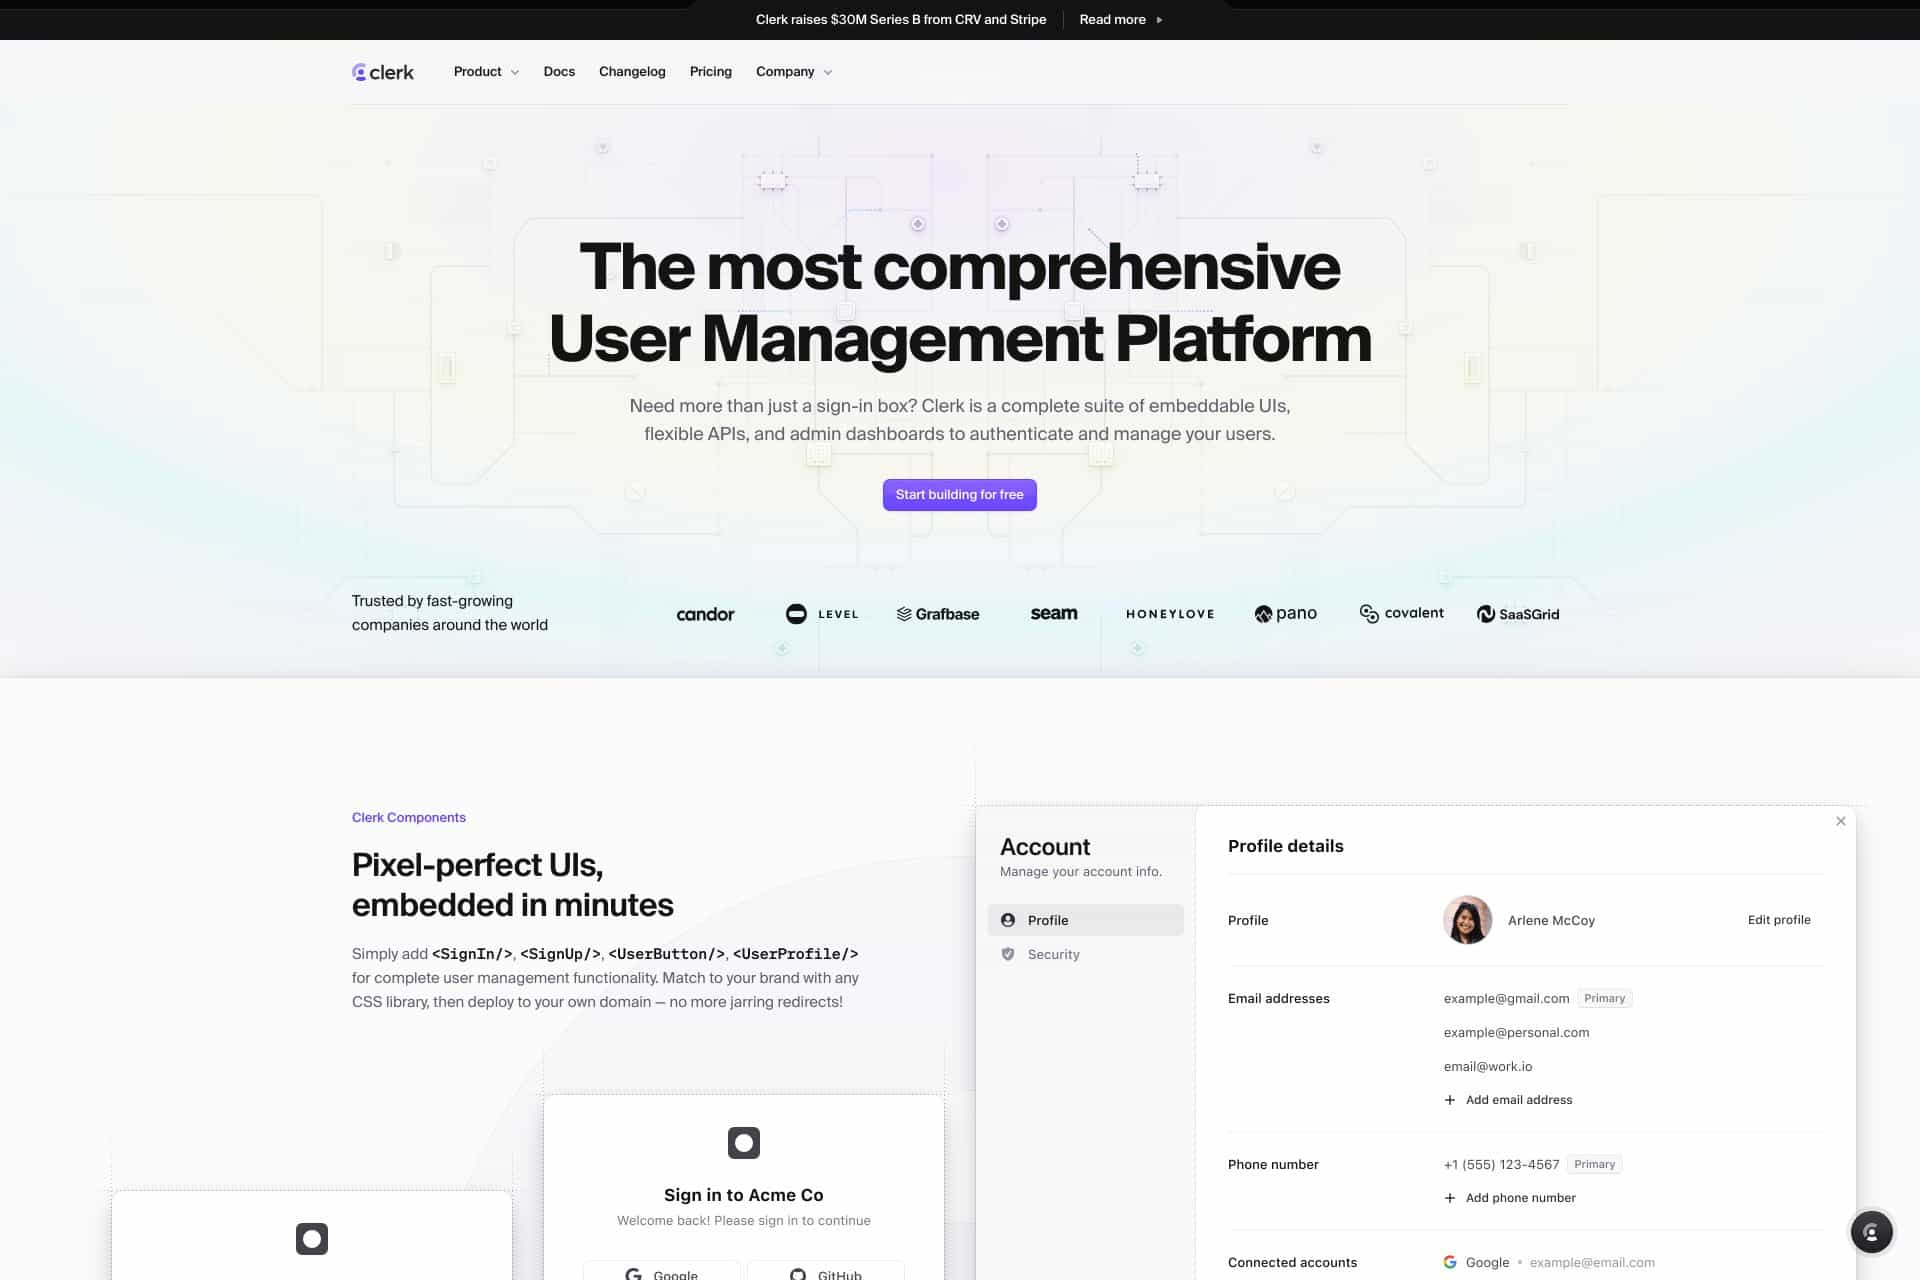 Clerk raises $30M Series B from CRV and Stripe
Read more
clerk
Product
Docs
Changelog
Pricing
Company
The most comprehensive
User Management Platform
Need more than just a sign-in box? Clerk is a complete suite of embeddable UIs,
flexible APIs, and admin dashboards to authenticate and manage your users.
Start building for free
Trusted by fast-growing
companies around the world
candor
LEVEL
Grafbase
seam
HONEYLOVE
pano
covalent
SaaSGrid
Clerk Components
Pixel-perfect UIs,
embedded in minutes
Simply add <SignIn/>, <SignUp/>, <UserButton/>, <UserProfile/>
for complete user management functionality. Match to your brand with any
CSS library, then deploy to your own domain — no more jarring redirects!
Sign in to Acme Co
Welcome back! Please sign in to continue
Google
GitHub
Account
Manage your account info.
Profile
Security
Profile details
Profile
Arlene McCoy
Edit profile
Email addresses
example@gmail.com Primary
example@personal.com
email@work.io
+ Add email address
Phone number
+1 (555) 123-4567 Primary
+ Add phone number
Connected accounts
Google • example@email.com